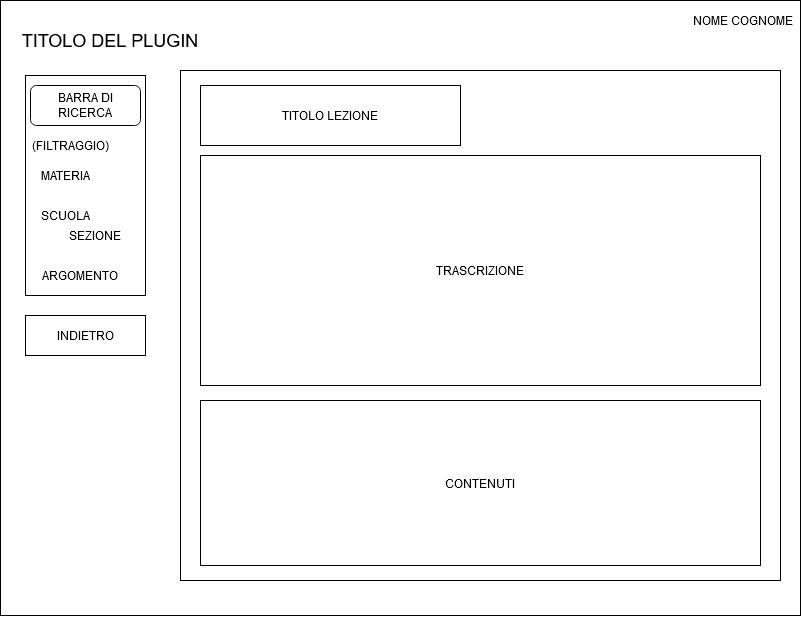 NOME COGNOME
TITOLO DEL PLUGIN
BARRA DI
RICERCA
(FILTRAGGIO)
MATERIA
SCUOLA
SEZIONE
ARGOMENTO
INDIETRO
TITOLO LEZIONE
TRASCRIZIONE
CONTENUTI